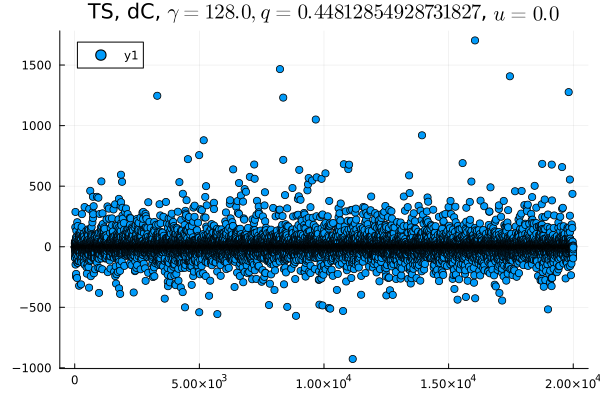 TS, dC, γ = 128.0, q = 0.44812854928731827, u = 0.0
y1
1500
1000
500
0
−500
−1000
0 5.00×10³ 1.00×10⁴ 1.50×10⁴ 2.00×10⁴